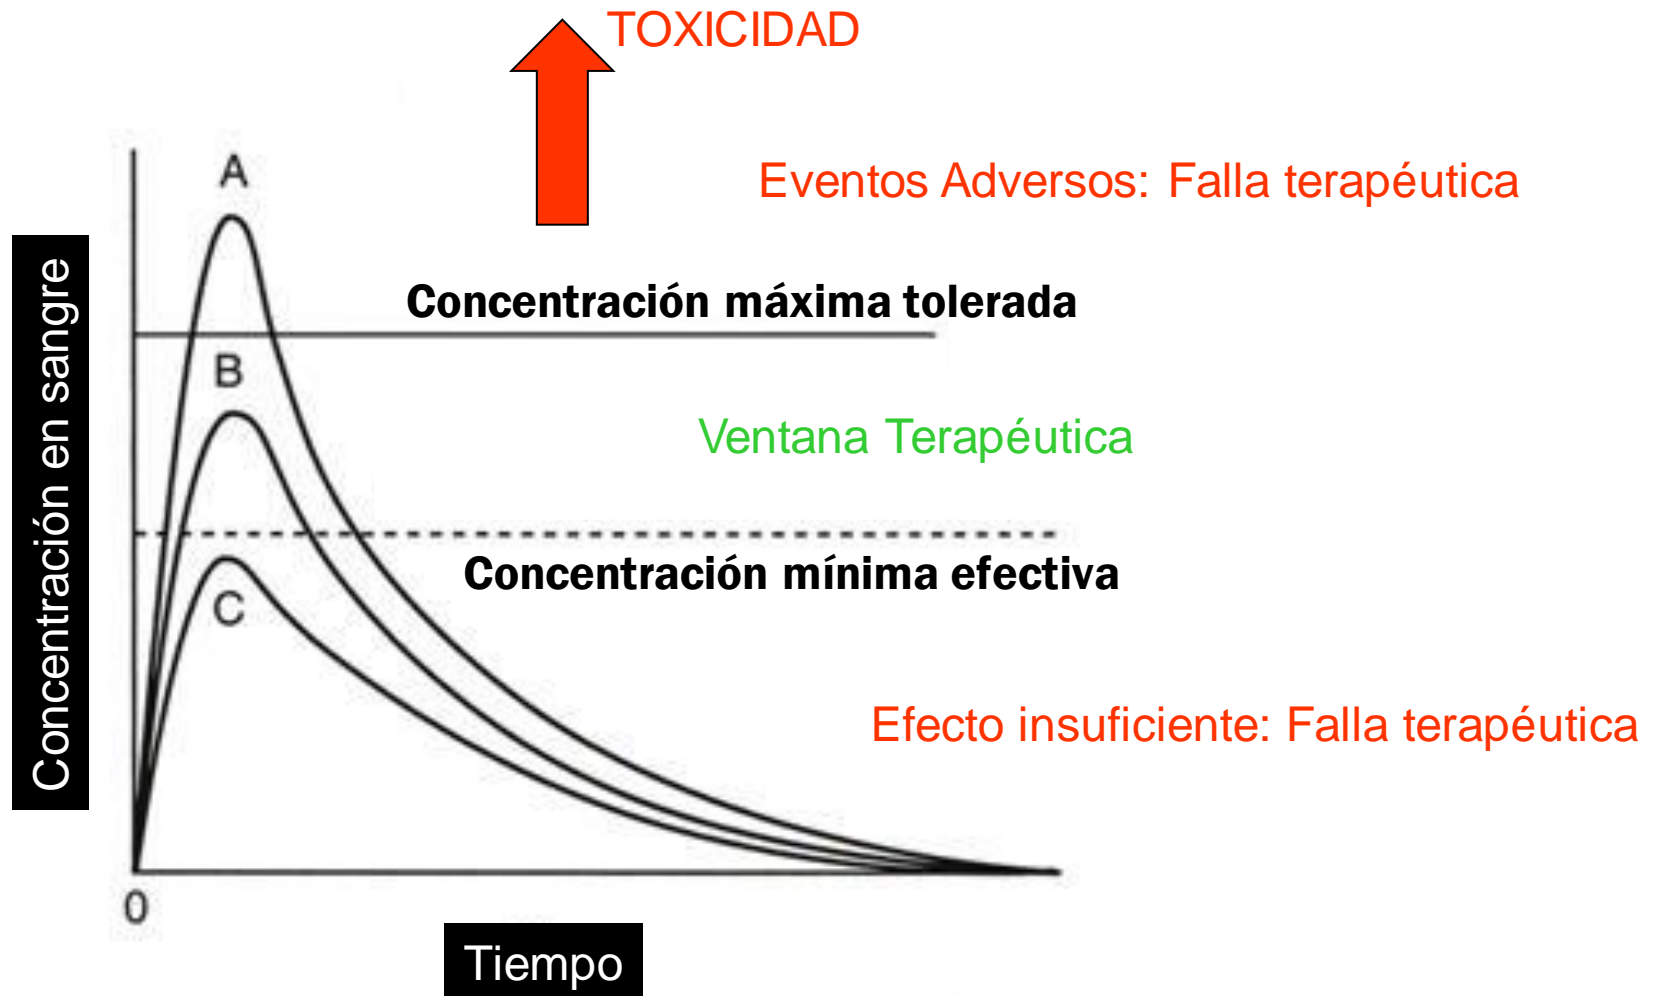 TOXICIDAD
A
Eventos Adversos: Falla terapéutica
Concentración máxima tolerada
B
Ventana Terapéutica
Concentración mínima efectiva
C
Efecto insuficiente: Falla terapéutica
Concentración en sangre
0
Tiempo